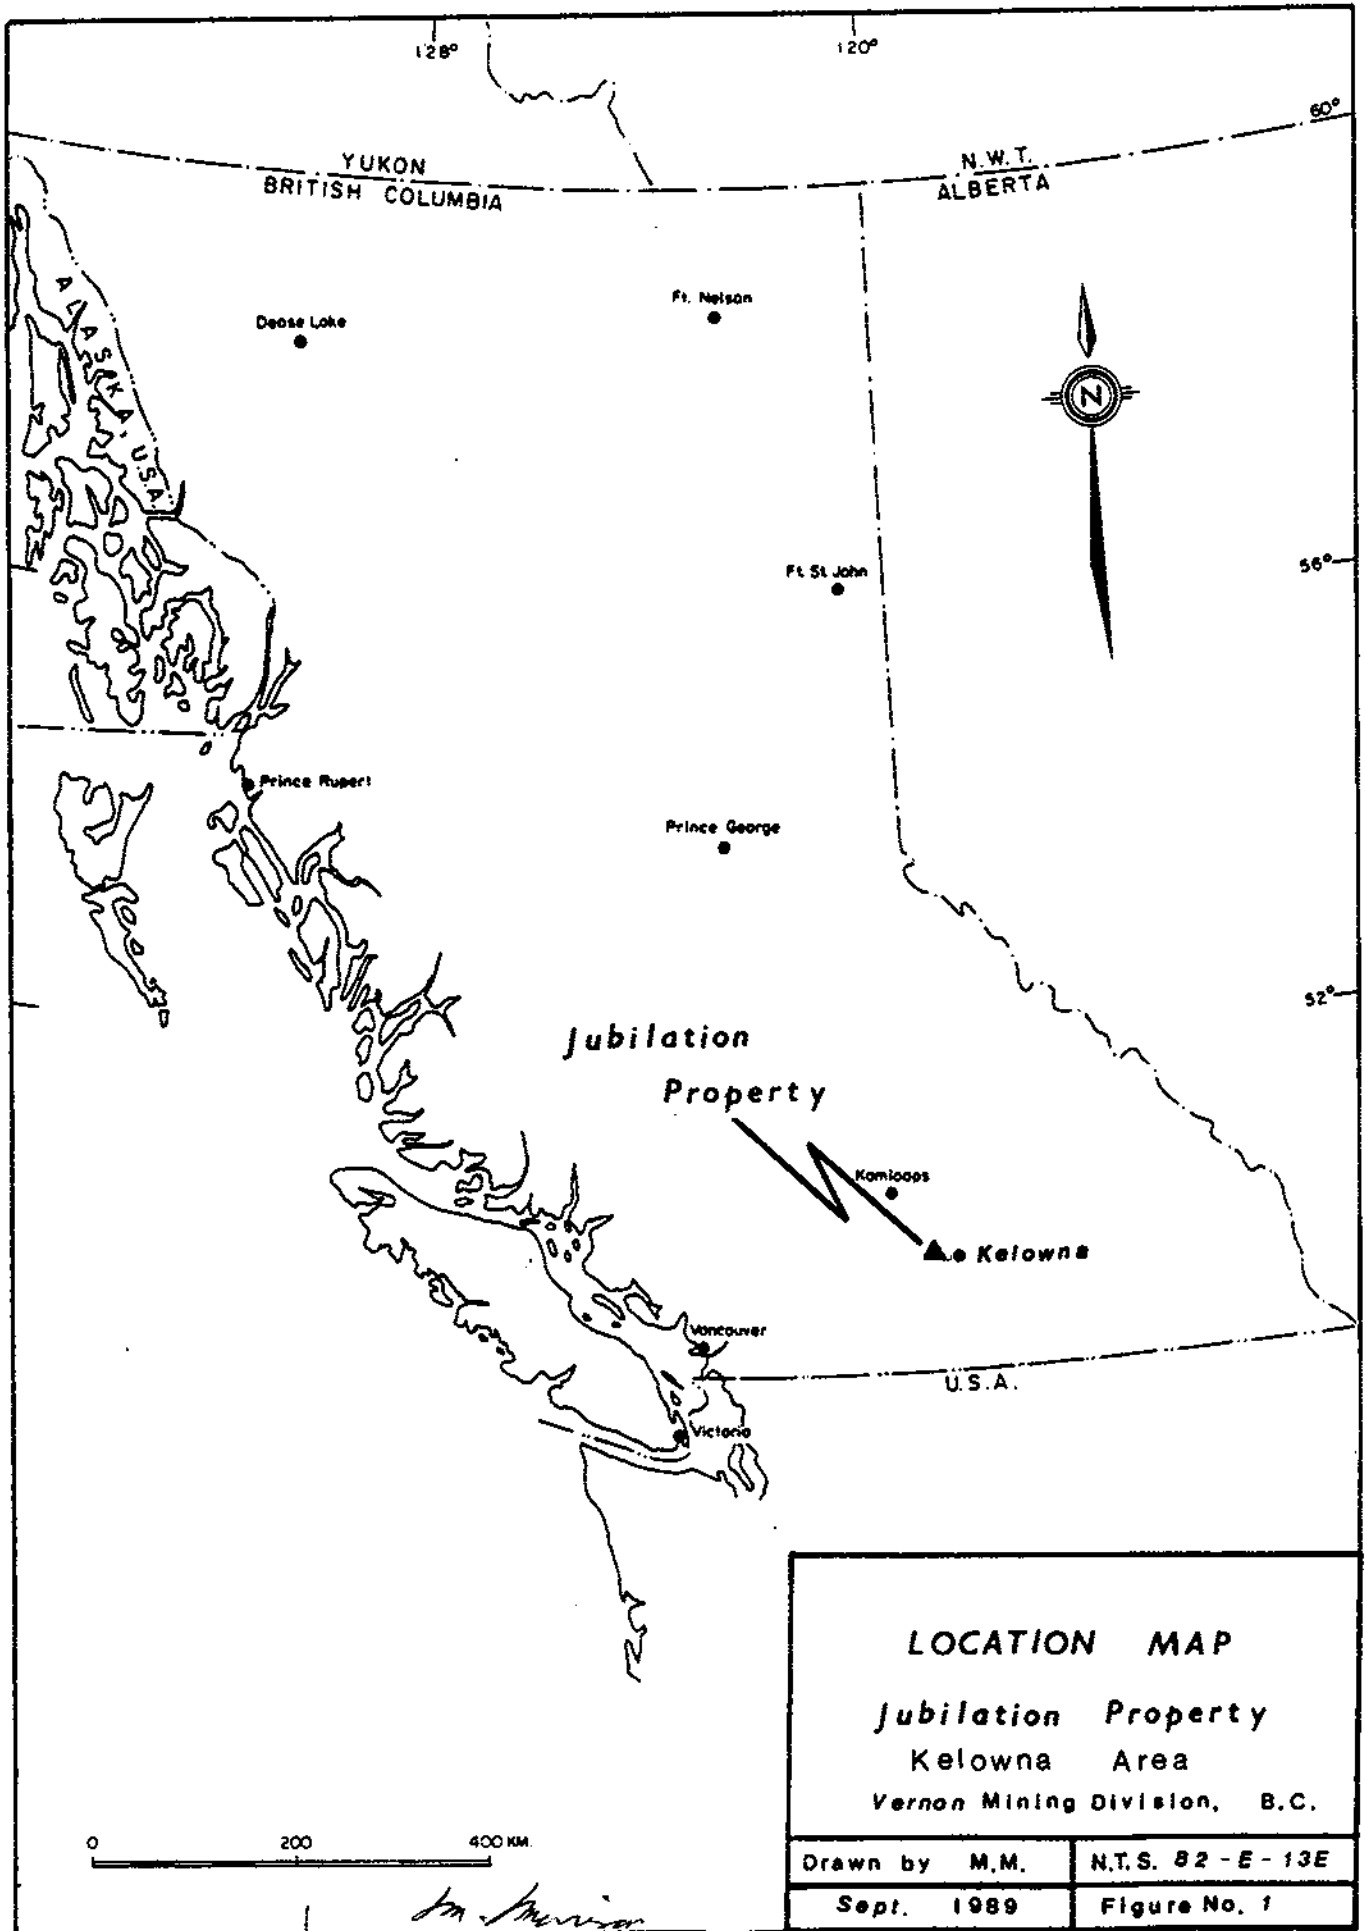 128°
120°
60°
YUKON
BRITISH COLUMBIA
N.W.T.
ALBERTA
ALASKA, U.S.A.
Dease Lake
Ft. Nelson
N
56°
Ft. St. John
Prince Rupert
Prince George
52°
Jubilation
Property
Kamloops
Kelowna
Vancouver
U.S.A.
Victoria
LOCATION MAP
Jubilation Property
Kelowna Area
Vernon Mining Division, B.C.
0 200 400 KM.
Drawn by M.M.
N.T.S. 82-E-13E
Sept. 1989
Figure No. 1